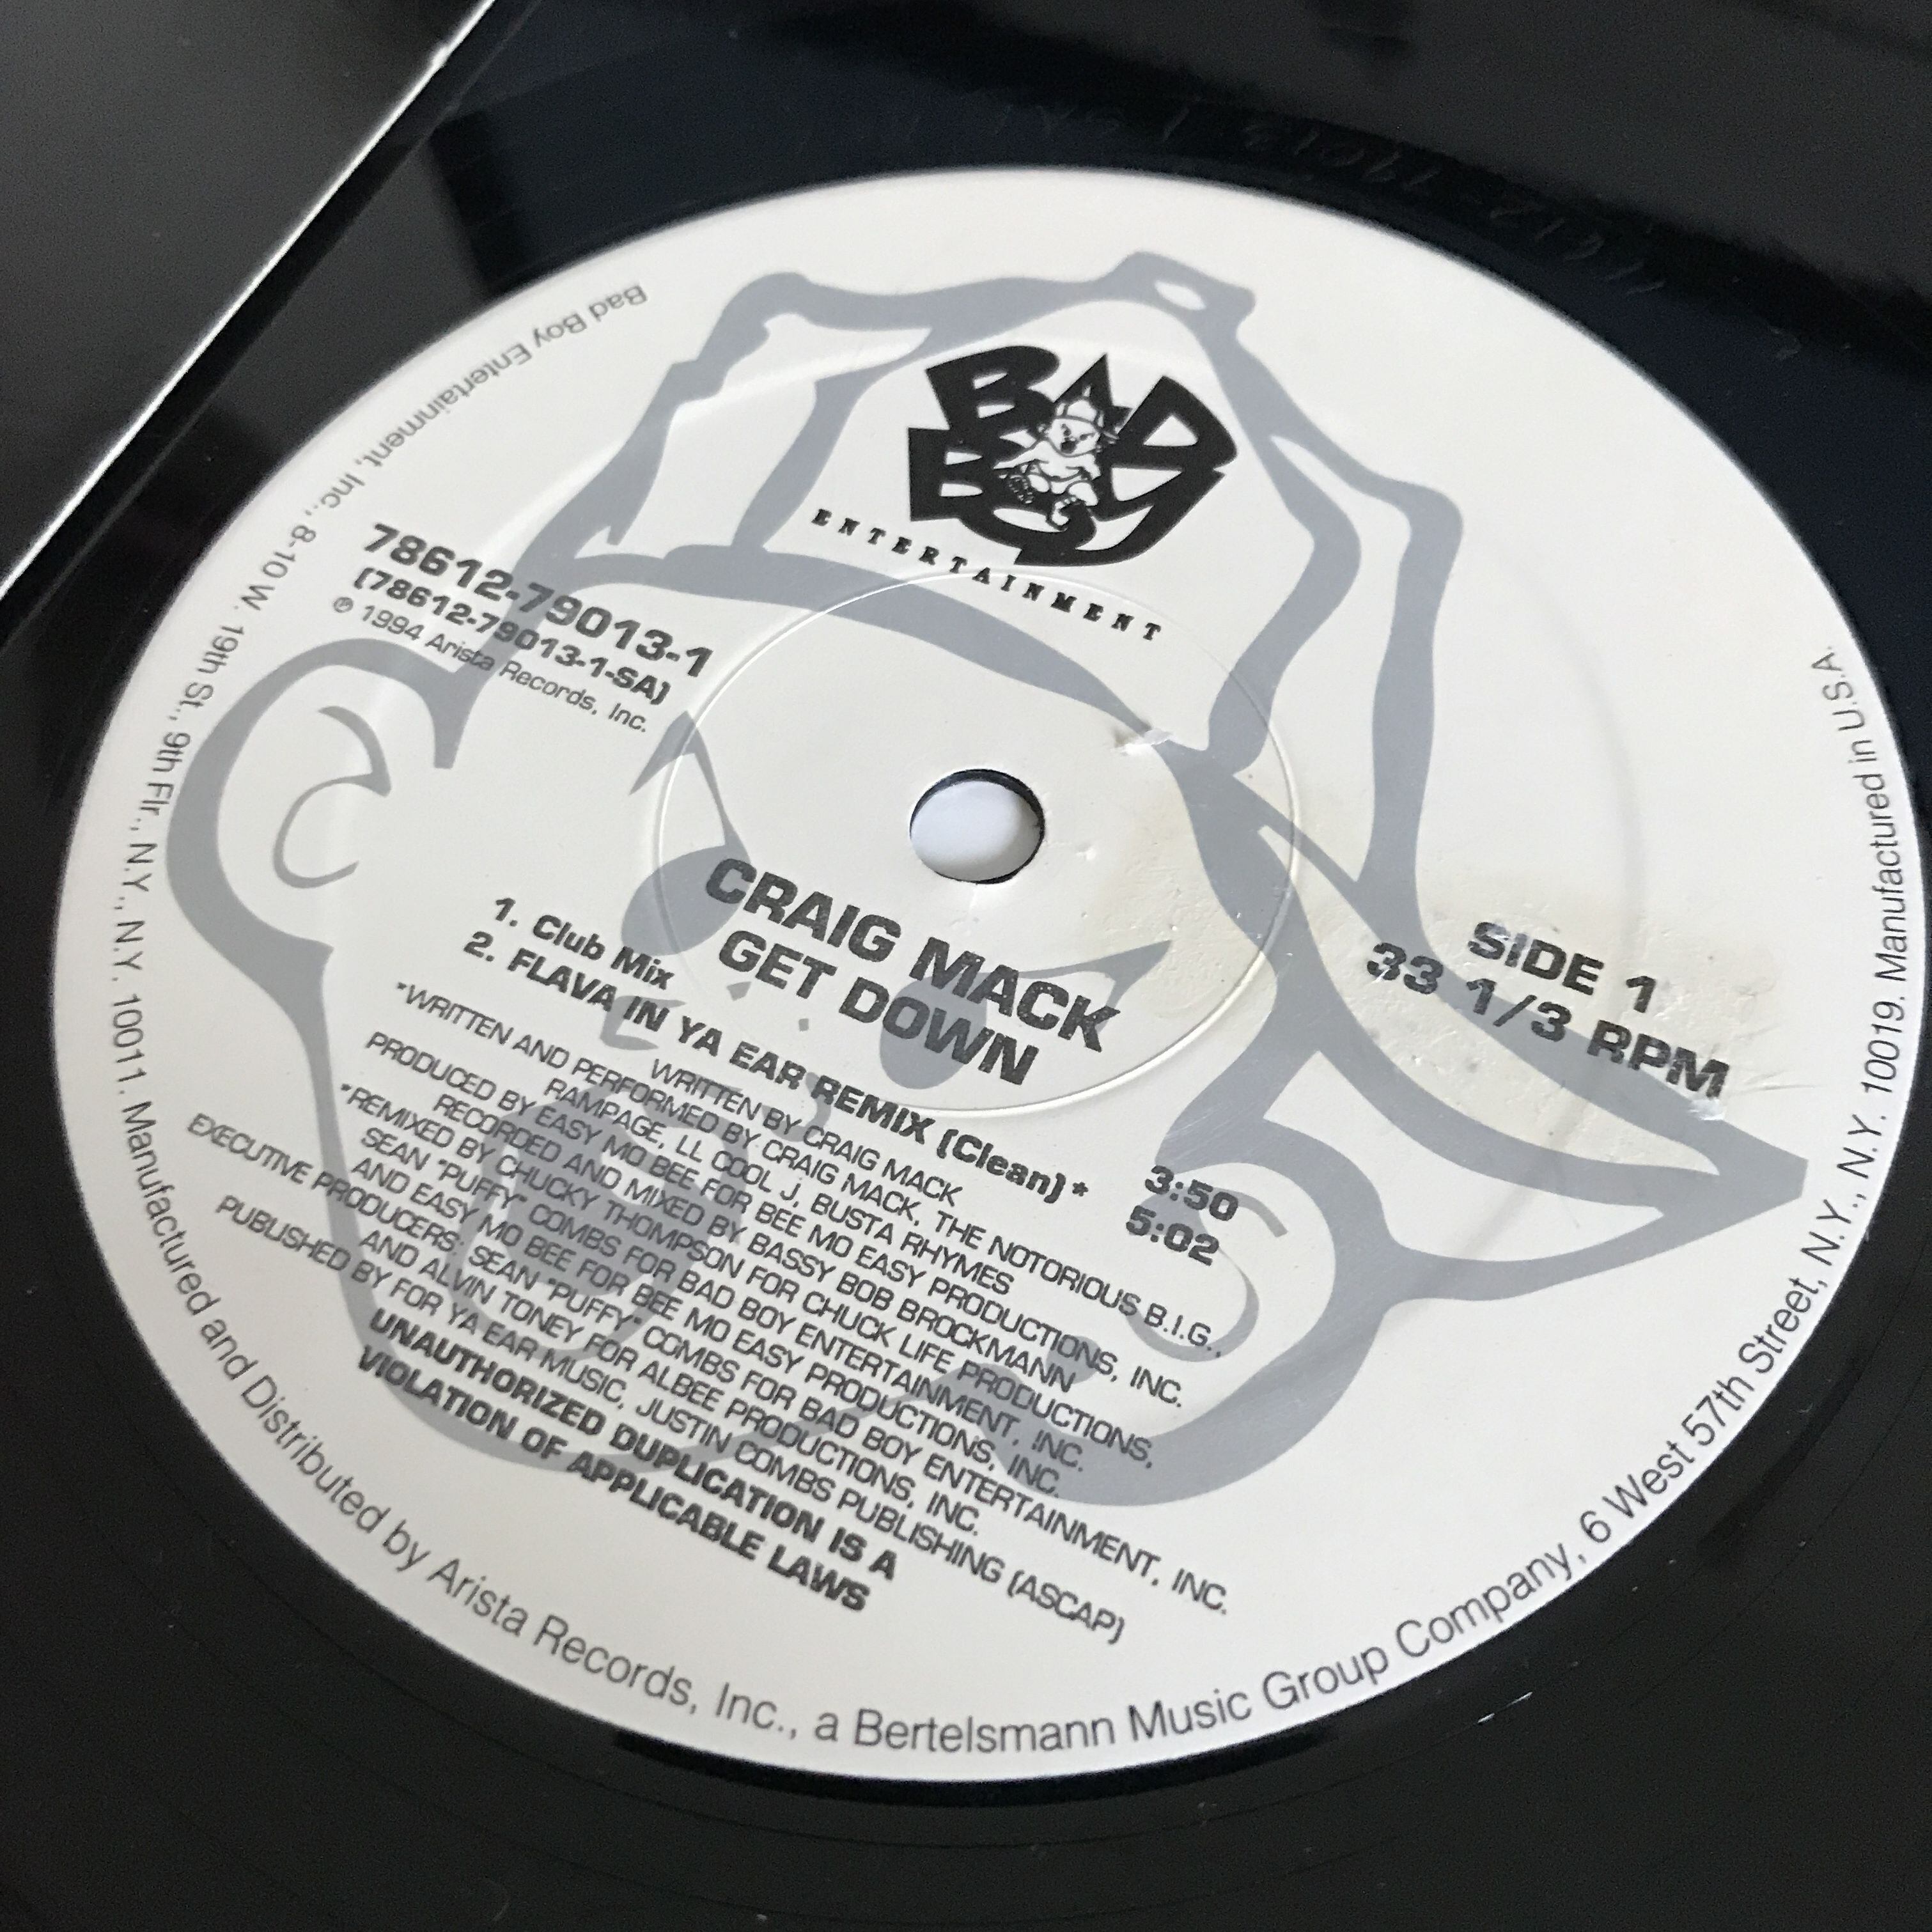 BAD
BOY
ENTERTAINMENT
78612-79013-1
(78612-79013-1-SA)
℗ 1994 Arista Records, Inc.
SIDE 1
33 1/3 RPM
CRAIG MACK
GET DOWN
1. Club Mix 3:50
2. FLAVA IN YA EAR REMIX (Clean)* 5:02
WRITTEN BY CRAIG MACK
*WRITTEN AND PERFORMED BY CRAIG MACK, THE NOTORIOUS B.I.G.,
RAMPAGE, LL COOL J, BUSTA RHYMES
PRODUCED BY EASY MO BEE FOR BEE MO EASY PRODUCTIONS, INC.
RECORDED AND MIXED BY BASSY BOB BROCKMANN
*REMIXED BY CHUCKY THOMPSON FOR CHUCK LIFE PRODUCTIONS,
SEAN "PUFFY" COMBS FOR BAD BOY ENTERTAINMENT, INC.
AND EASY MO BEE FOR BEE MO EASY PRODUCTIONS, INC.
EXECUTIVE PRODUCERS: SEAN "PUFFY" COMBS FOR BAD BOY ENTERTAINMENT, INC.
AND ALVIN TONEY FOR ALBEE PRODUCTIONS, INC.
PUBLISHED BY FOR YA EAR MUSIC, JUSTIN COMBS PUBLISHING (ASCAP)
UNAUTHORIZED DUPLICATION IS A
VIOLATION OF APPLICABLE LAWS
Bad Boy Entertainment, Inc., 8-10 W. 19th St., 9th Flr., N.Y., N.Y. 10011. Manufactured and Distributed by Arista Records, Inc., a Bertelsmann Music Group Company, 6 West 57th Street, N.Y., N.Y. 10019. Manufactured in U.S.A.